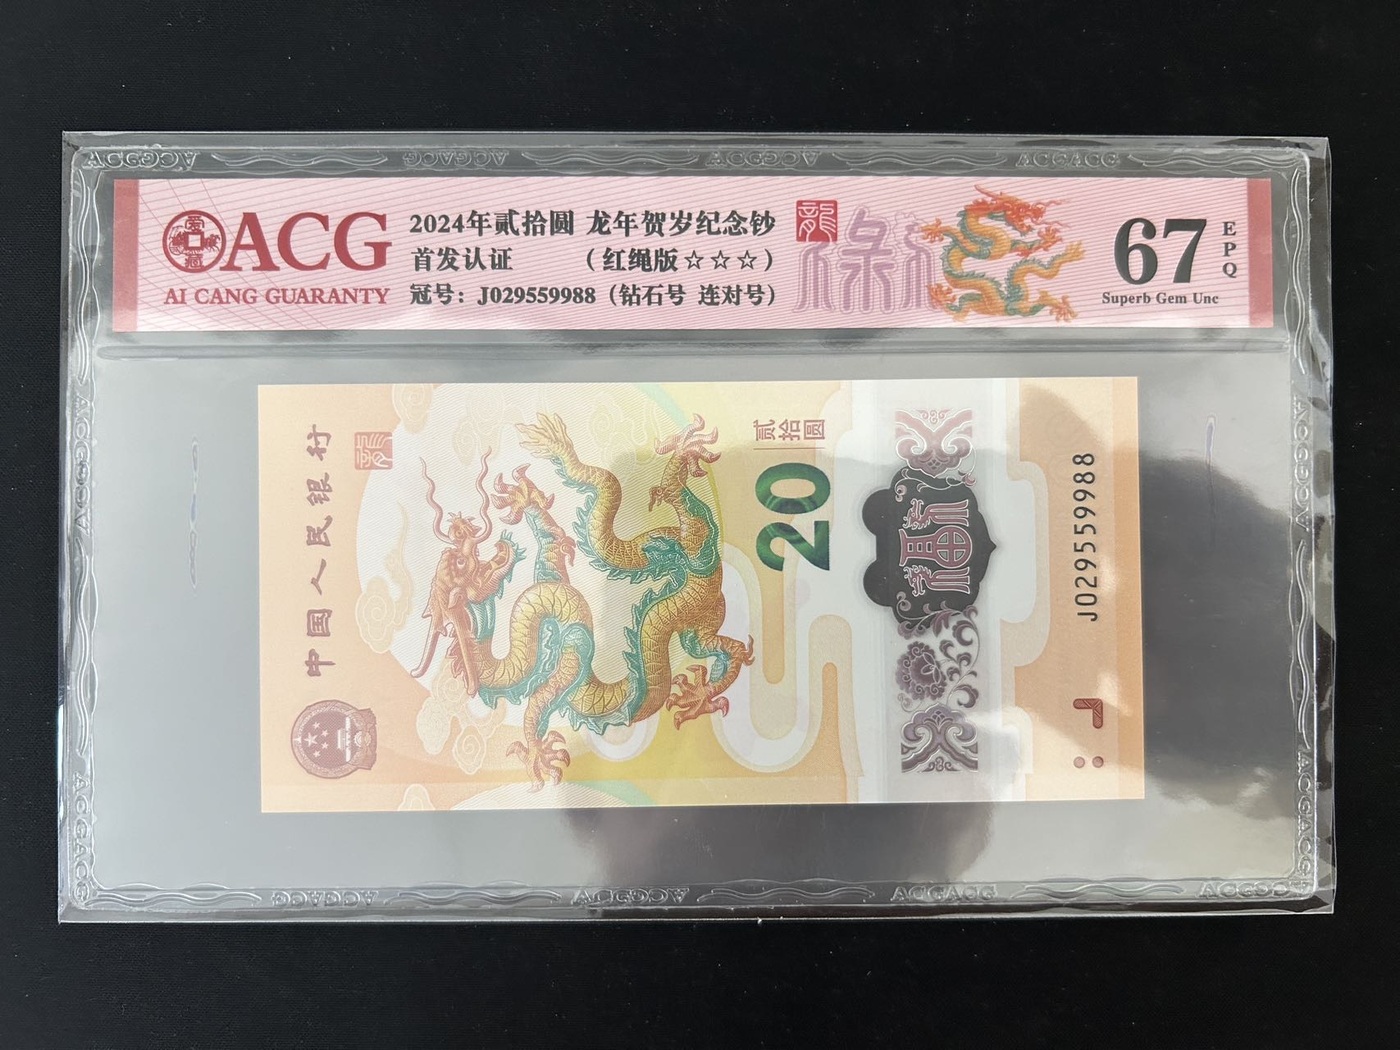 ACG
AI CANG GUARANTY
2024年贰拾圆 龙年贺岁纪念钞
首发认证 (红绳版☆☆☆)
冠号: J029559988 (钻石号 连对号)
龍
67
EPQ
Superb Gem Unc
中国人民银行
贰拾圆
20
J029559988